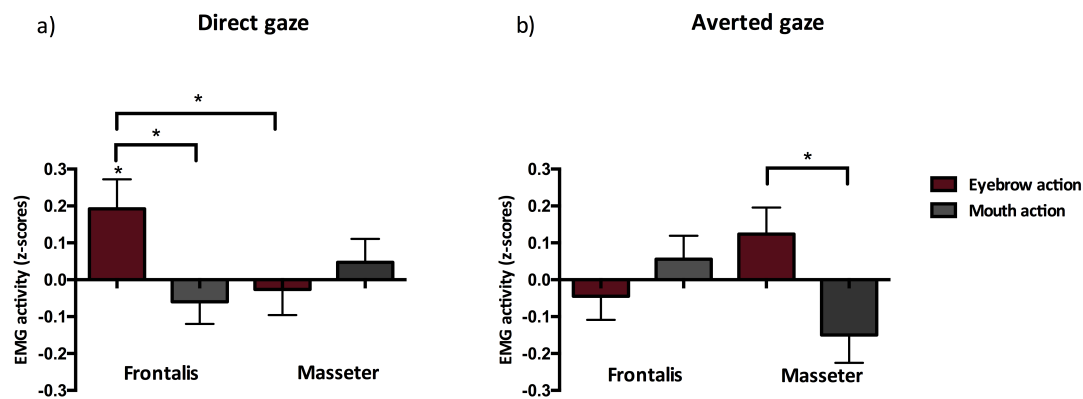 a)
Direct gaze
*
*
*
EMG activity (z-scores)
0.3
0.2
0.1
0.0
-0.1
-0.2
-0.3
Frontalis
Masseter
b)
Averted gaze
*
EMG activity (z-scores)
0.3
0.2
0.1
0.0
-0.1
-0.2
-0.3
Frontalis
Masseter
Eyebrow action
Mouth action